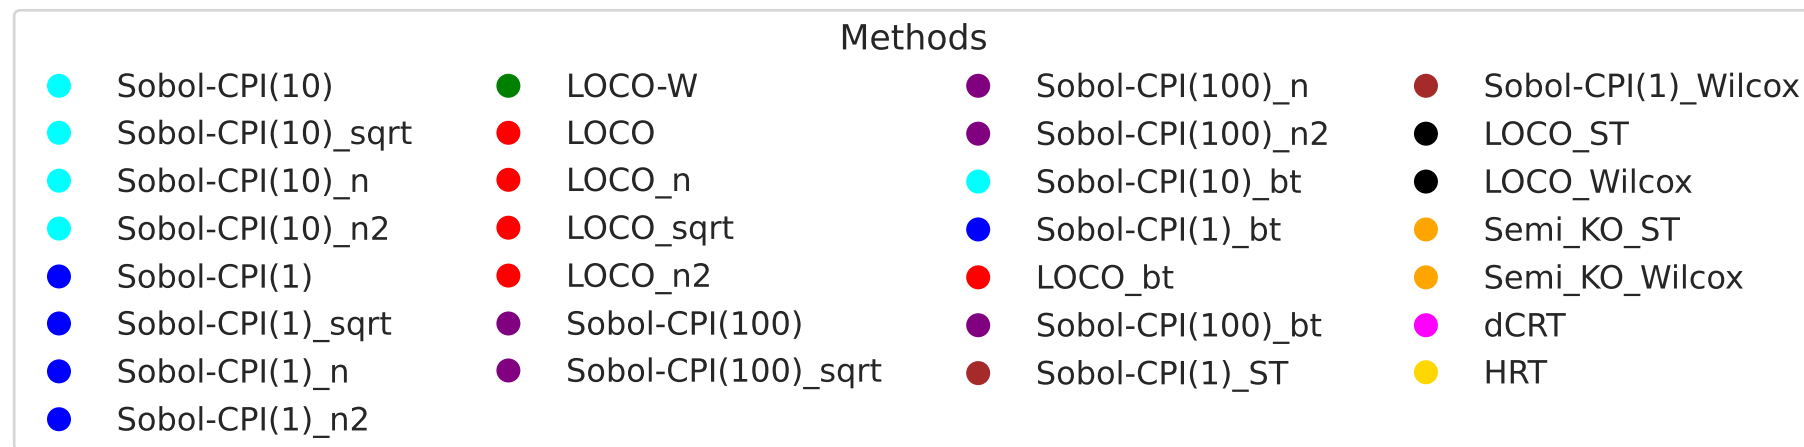 Methods
Sobol-CPI(10)
Sobol-CPI(10)_sqrt
Sobol-CPI(10)_n
Sobol-CPI(10)_n2
Sobol-CPI(1)
Sobol-CPI(1)_sqrt
Sobol-CPI(1)_n
Sobol-CPI(1)_n2
LOCO-W
LOCO
LOCO_n
LOCO_sqrt
LOCO_n2
Sobol-CPI(100)
Sobol-CPI(100)_sqrt
Sobol-CPI(100)_n
Sobol-CPI(100)_n2
Sobol-CPI(10)_bt
Sobol-CPI(1)_bt
LOCO_bt
Sobol-CPI(100)_bt
Sobol-CPI(1)_ST
Sobol-CPI(1)_Wilcox
LOCO_ST
LOCO_Wilcox
Semi_KO_ST
Semi_KO_Wilcox
dCRT
HRT